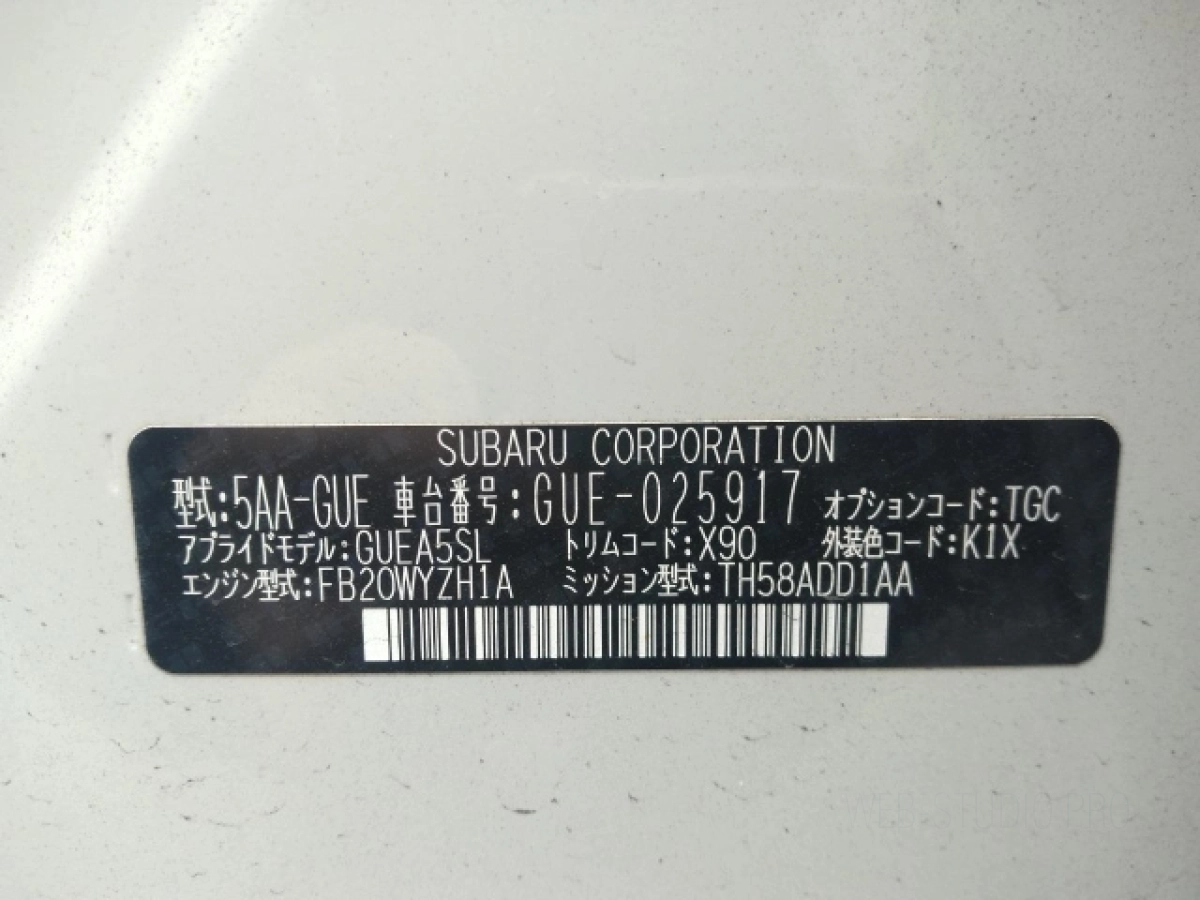 SUBARU CORPORATION
型式:5AA-GUE 車台番号:GUE-025917 オプションコード:TGC
アプライドモデル:GUEA5SL トリムコード:X90 外装色コード:K1X
エンジン型式:FB20WYZH1A ミッション型式:TH58ADD1AA